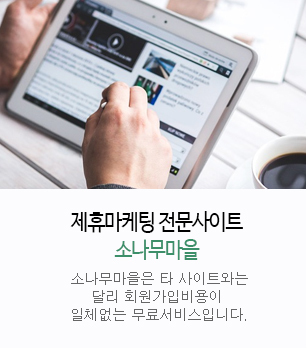 제휴마케팅 전문사이트
소나무마을
소나무마을은 타 사이트와는
달리 회원가입비용이
일체없는 무료서비스입니다.